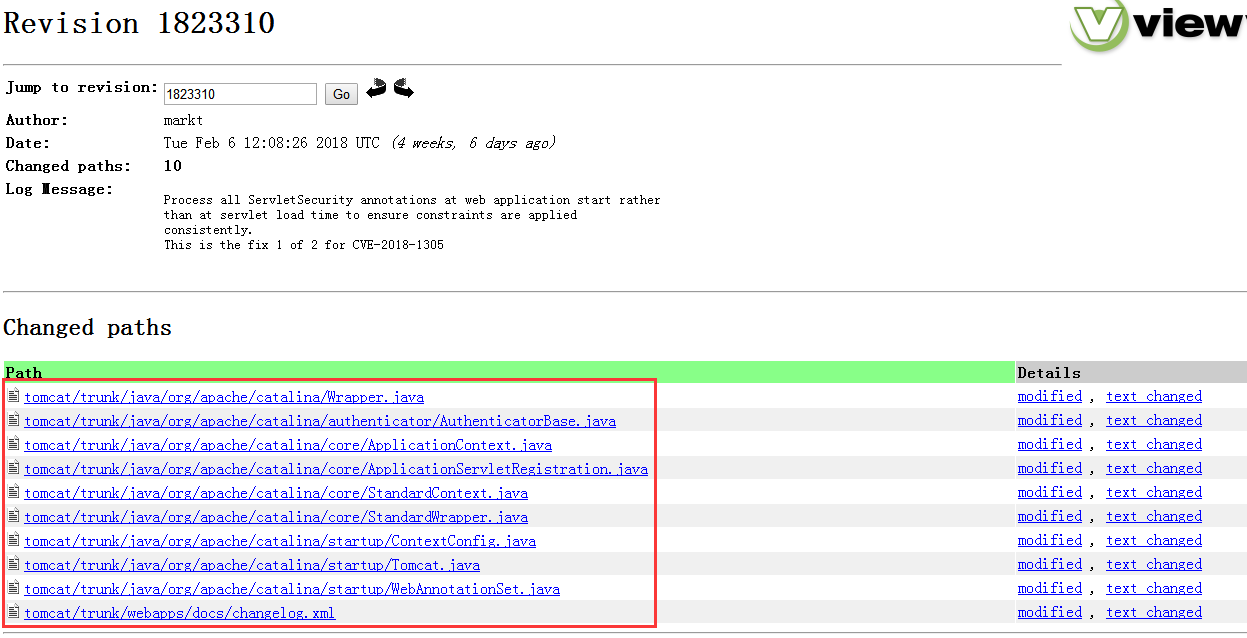 Revision 1823310
view
Jump to revision: 1823310 Go
Author: markt
Date: Tue Feb 6 12:08:26 2018 UTC (4 weeks, 6 days ago)
Changed paths: 10
Log Message:
Process all ServletSecurity annotations at web application start rather
than at servlet load time to ensure constraints are applied
consistently.
This is the fix 1 of 2 for CVE-2018-1305
Changed paths
Path Details
tomcat/trunk/java/org/apache/catalina/Wrapper.java modified , text changed
tomcat/trunk/java/org/apache/catalina/authenticator/AuthenticatorBase.java modified , text changed
tomcat/trunk/java/org/apache/catalina/core/ApplicationContext.java modified , text changed
tomcat/trunk/java/org/apache/catalina/core/ApplicationServletRegistration.java modified , text changed
tomcat/trunk/java/org/apache/catalina/core/StandardContext.java modified , text changed
tomcat/trunk/java/org/apache/catalina/core/StandardWrapper.java modified , text changed
tomcat/trunk/java/org/apache/catalina/startup/ContextConfig.java modified , text changed
tomcat/trunk/java/org/apache/catalina/startup/Tomcat.java modified , text changed
tomcat/trunk/java/org/apache/catalina/startup/WebAnnotationSet.java modified , text changed
tomcat/trunk/webapps/docs/changelog.xml modified , text changed